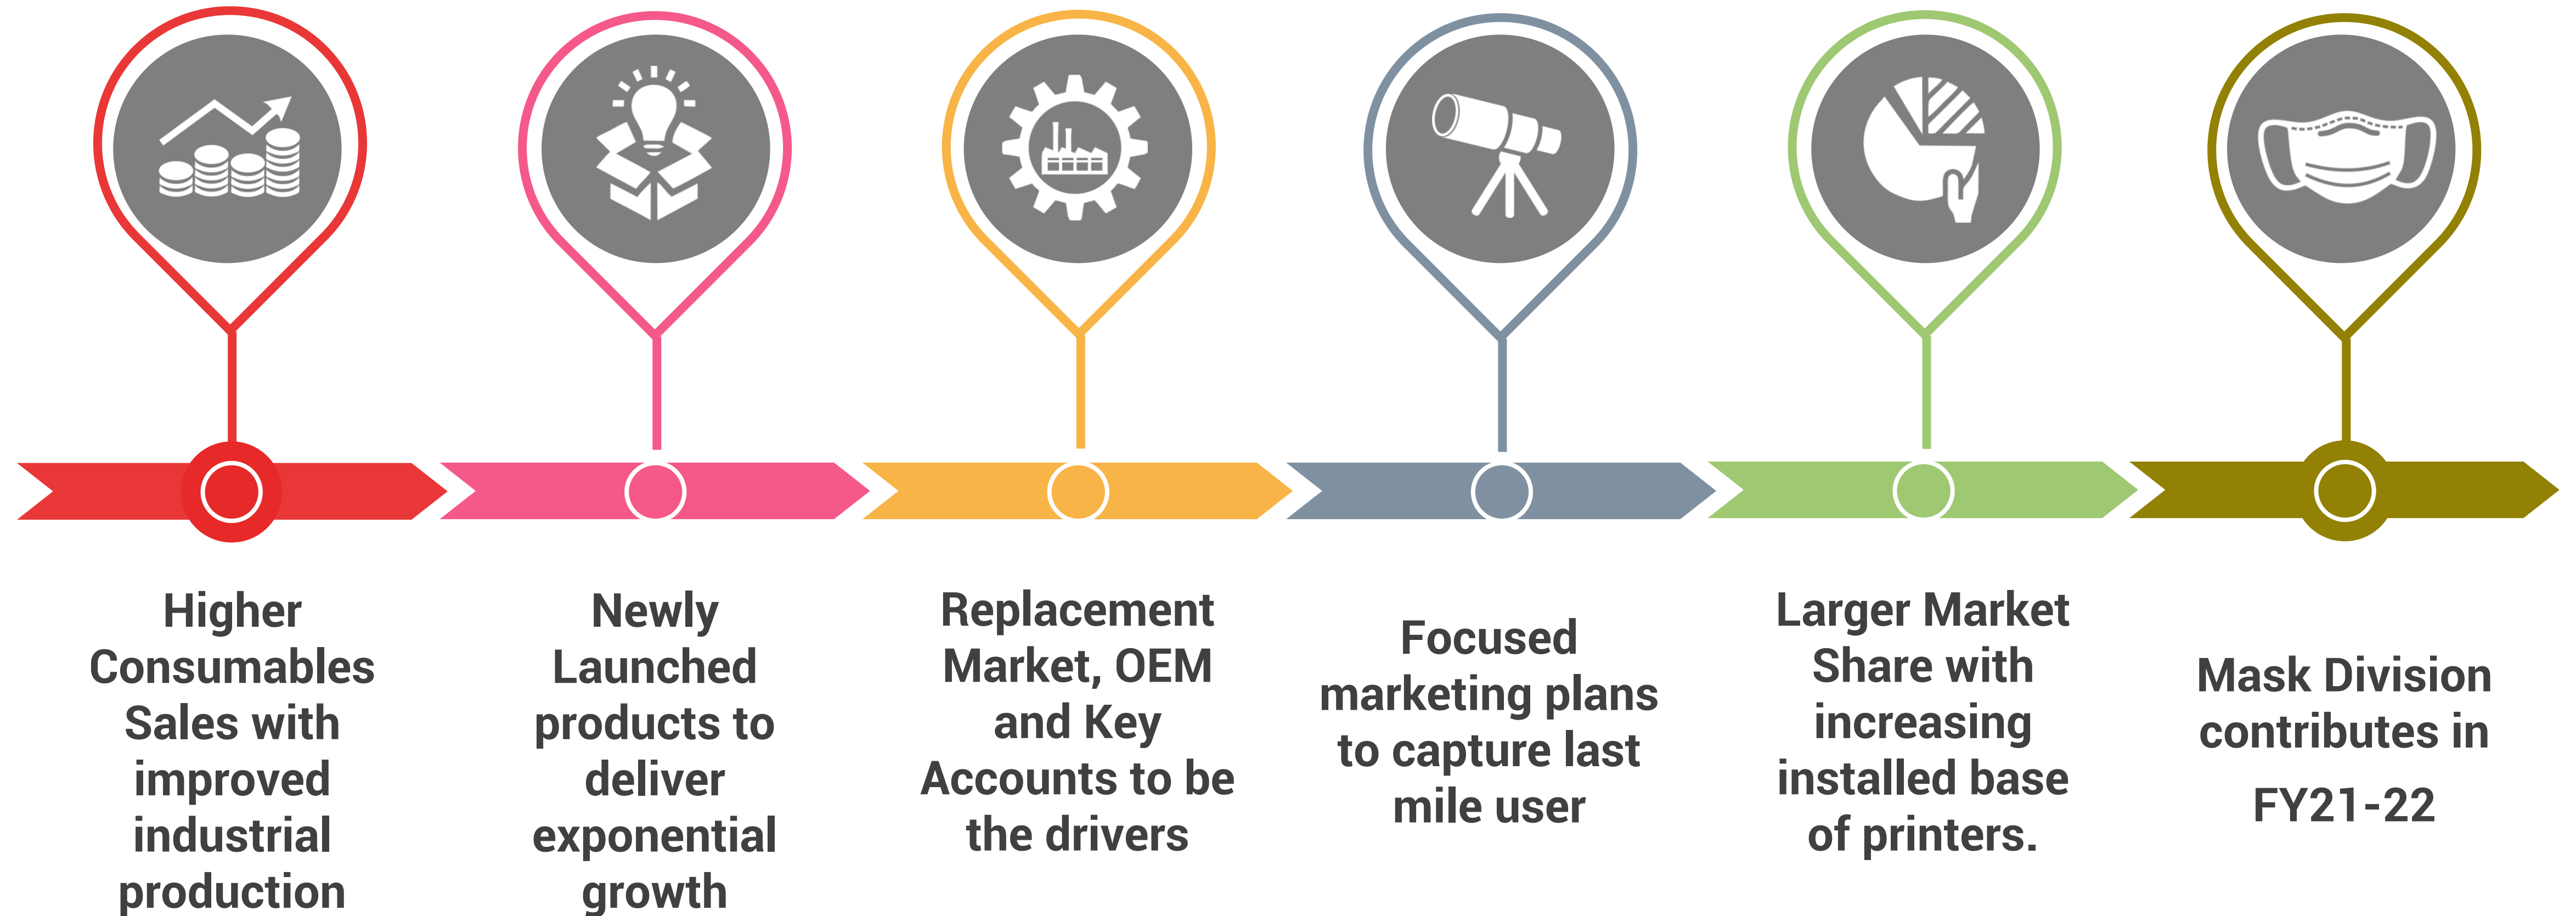 Higher
Consumables
Sales with
improved
industrial
production
Newly
Launched
products to
deliver
exponential
growth
Replacement
Market, OEM
and Key
Accounts to be
the drivers
Focused
marketing plans
to capture last
mile user
Larger Market
Share with
increasing
installed base
of printers.
Mask Division
contributes in
FY21-22